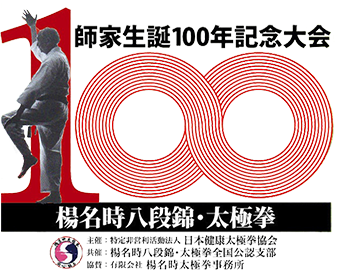 師家生誕100年記念大会
100
楊名時八段錦・太極拳
主催：特定非営利活動法人 日本健康太極拳協会
共催：楊名時八段錦・太極拳全国公認支部
協賛：有限会社 楊名時太極拳事務所